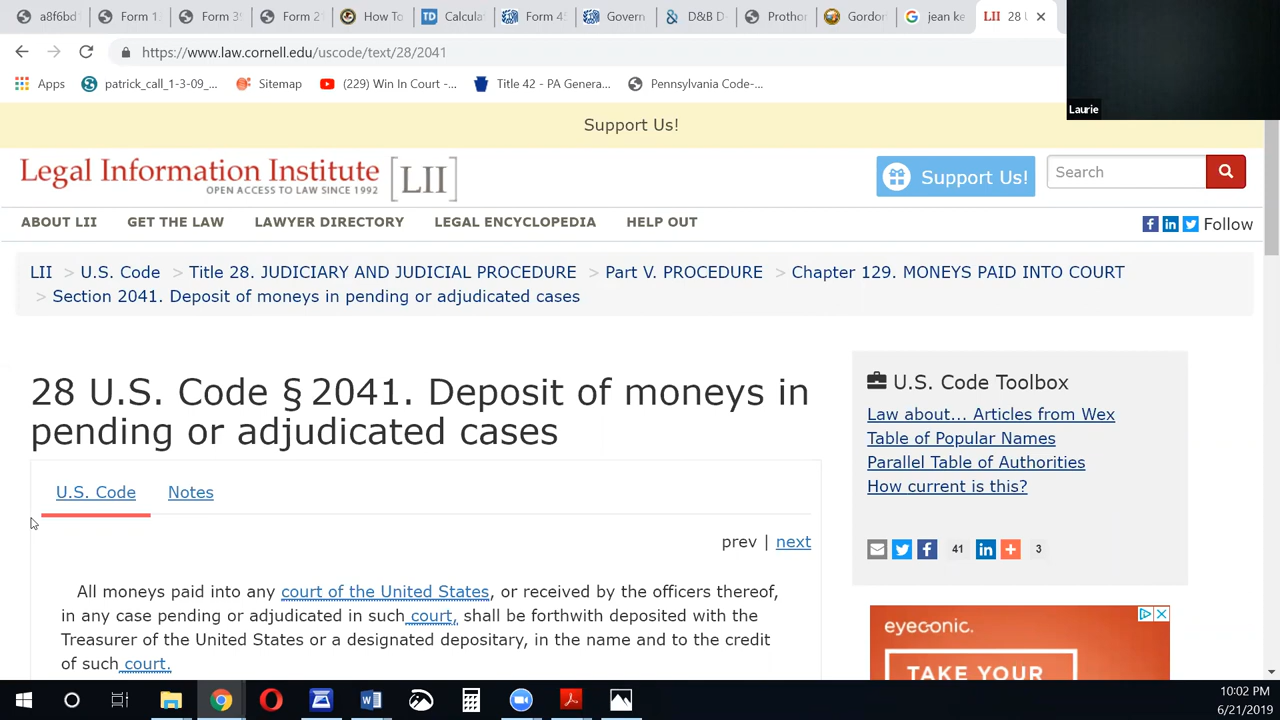 a8f6bd
Form 1
Form 3
Form 2
How To
TD Calcula
Form 4
Govern
D&B D
Prothor
Gordor
G jean ke
LII 28 U
https://www.law.cornell.edu/uscode/text/28/2041
Laurie
Apps
patrick_call_1-3-09_...
Sitemap
(229) Win In Court -...
Title 42 - PA Genera...
Pennsylvania Code-...
Support Us!
Legal Information Institute [LII]
OPEN ACCESS TO LAW SINCE 1992
Support Us!
Search
ABOUT LII GET THE LAW LAWYER DIRECTORY LEGAL ENCYCLOPEDIA HELP OUT
Follow
LII > U.S. Code > Title 28. JUDICIARY AND JUDICIAL PROCEDURE > Part V. PROCEDURE > Chapter 129. MONEYS PAID INTO COURT
> Section 2041. Deposit of moneys in pending or adjudicated cases
28 U.S. Code § 2041. Deposit of moneys in
pending or adjudicated cases
U.S. Code Notes
prev | next
All moneys paid into any court of the United States, or received by the officers thereof,
in any case pending or adjudicated in such court, shall be forthwith deposited with the
Treasurer of the United States or a designated depositary, in the name and to the credit
of such court.
U.S. Code Toolbox
Law about... Articles from Wex
Table of Popular Names
Parallel Table of Authorities
How current is this?
41
3
eyeconic.
TAKE YOUR
10:02 PM
6/21/2019